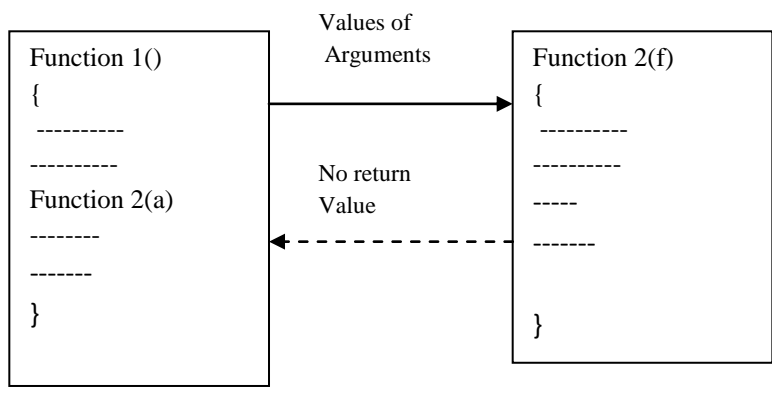 Function 1()
{
----------
----------
Function 2(a)
--------
-------
}
Values of
Arguments
No return
Value
Function 2(f)
{
----------
----------
-----
-------
}